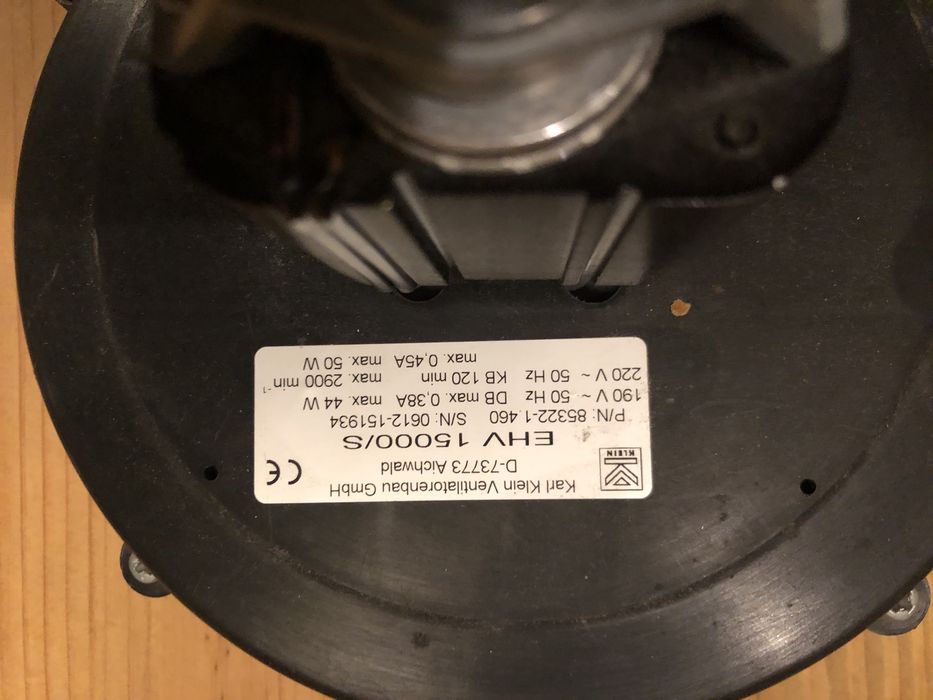 KLEIN
Karl Klein Ventilatorenbau GmbH
D-73773 Aichwald
CE
EHV 15000/S
P/N: 85322-1.460 S/N: 0612-151934
190 V ~ 50 Hz DB max. 0,38A max. 44 W
220 V ~ 50 Hz KB 120 min max. 2900 min⁻¹
max. 0,45A max. 50 W